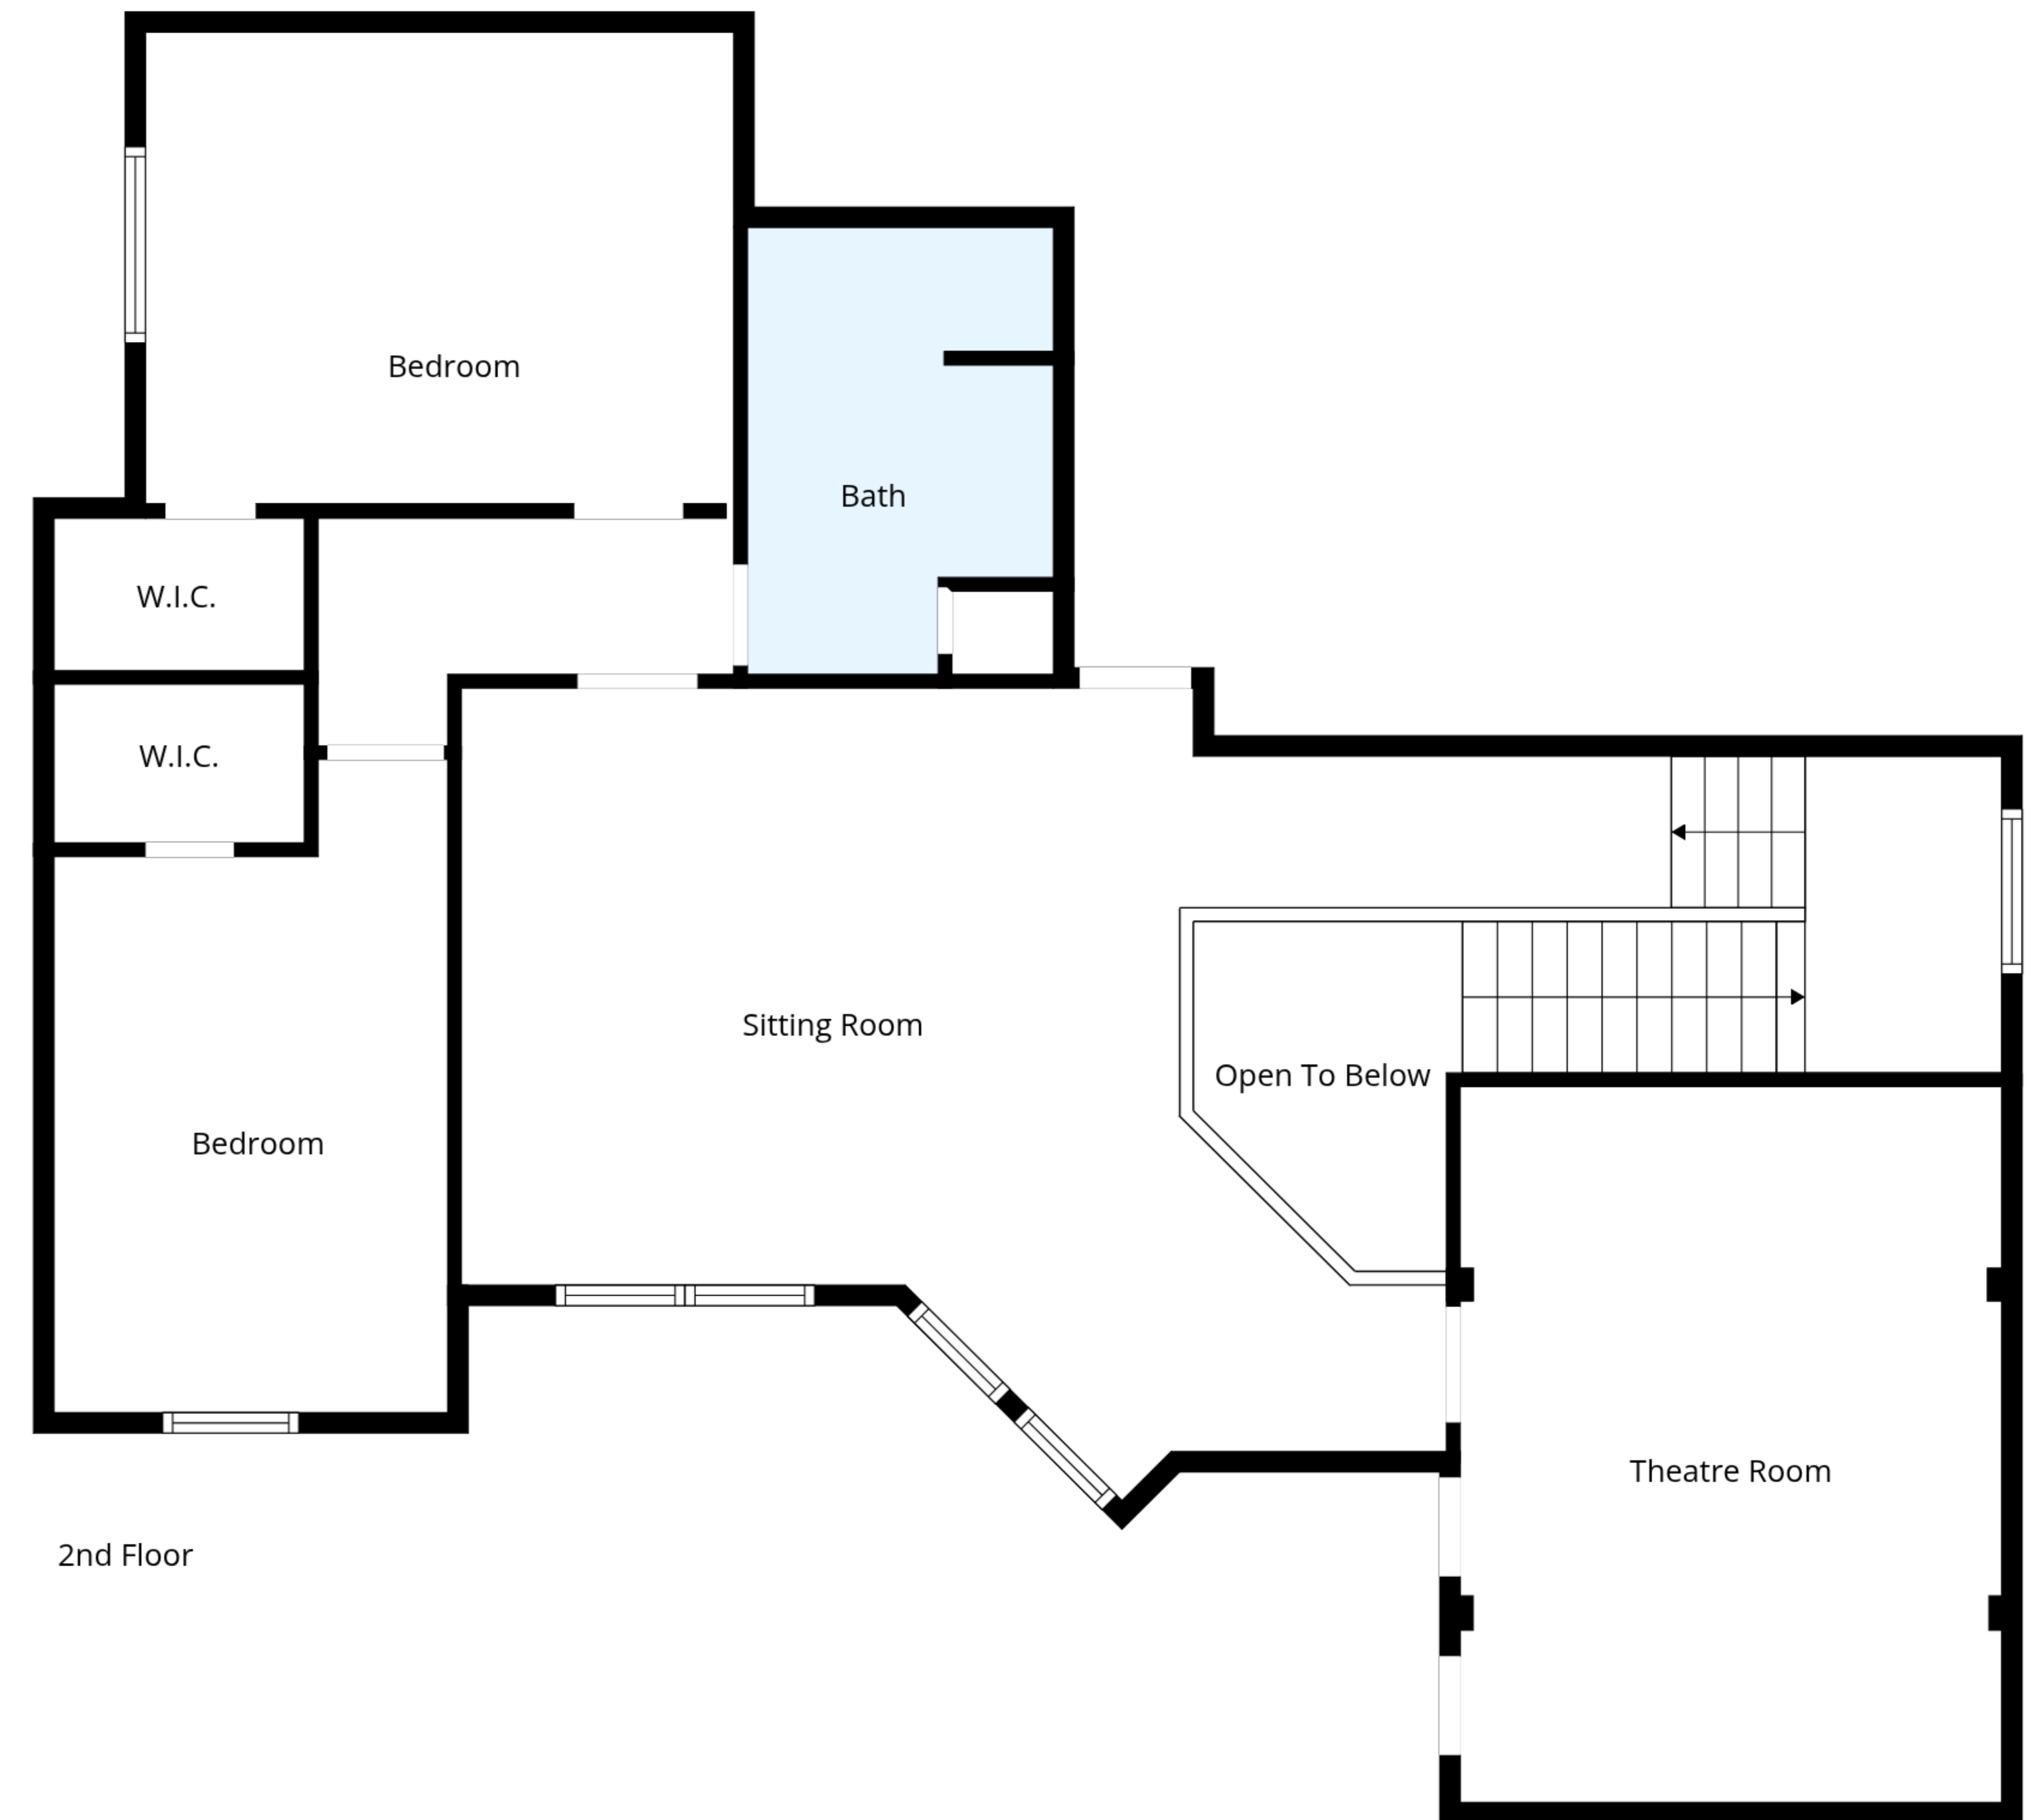 Bedroom
Bath
W.I.C.
W.I.C.
Sitting Room
Open To Below
Bedroom
Theatre Room
2nd Floor